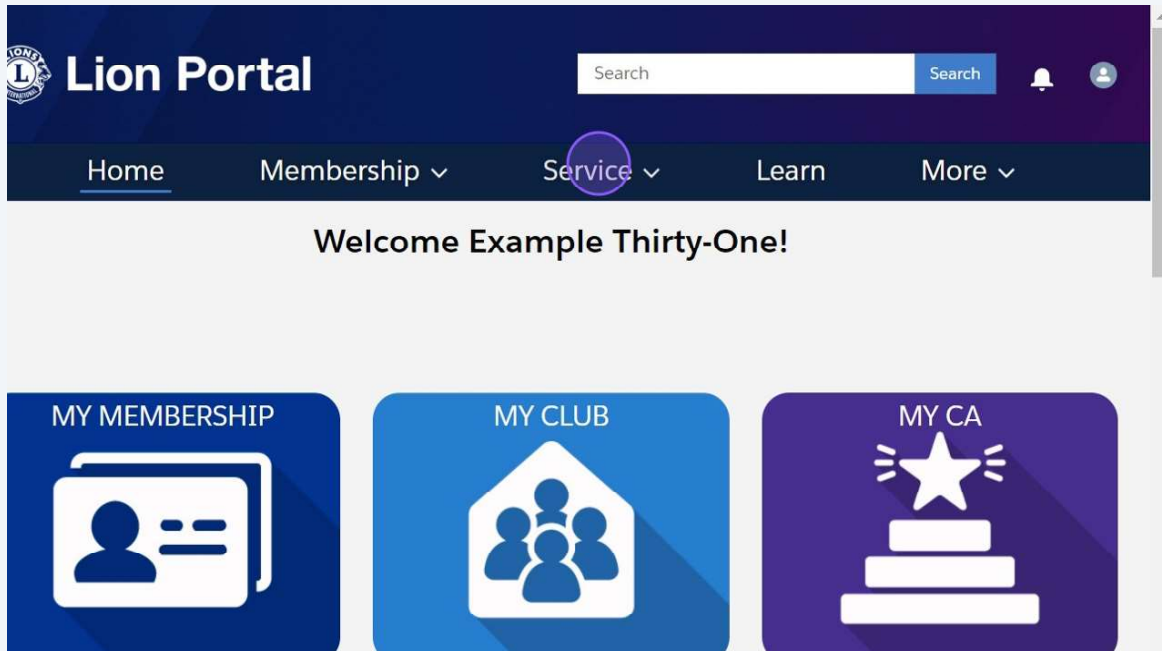 Lion Portal
Search
Search
Home
Membership
Service
Learn
More
Welcome Example Thirty-One!
MY MEMBERSHIP
MY CLUB
MY CA